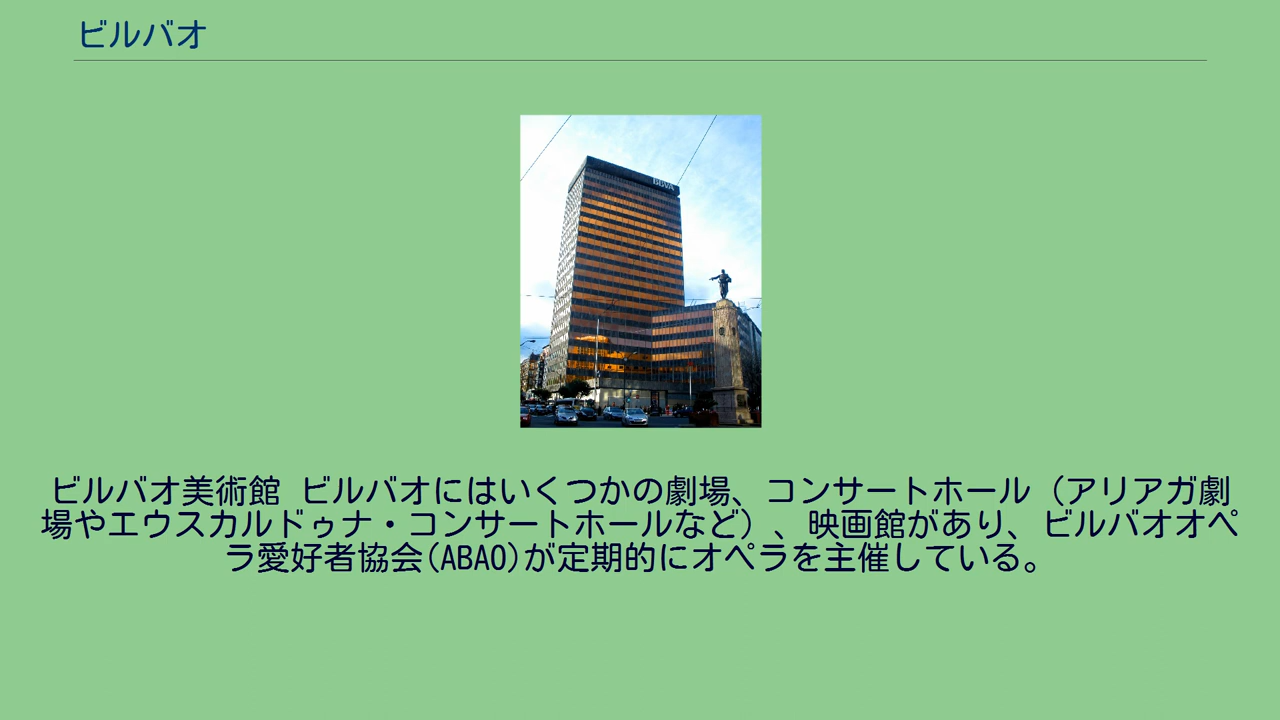 ビルバオ
BBVA
ビルバオ美術館 ビルバオにはいくつかの劇場、コンサートホール（アリアガ劇
場やエウスカルドゥナ・コンサートホールなど）、映画館があり、ビルバオオペ
ラ愛好者協会(ABAO)が定期的にオペラを主催している。